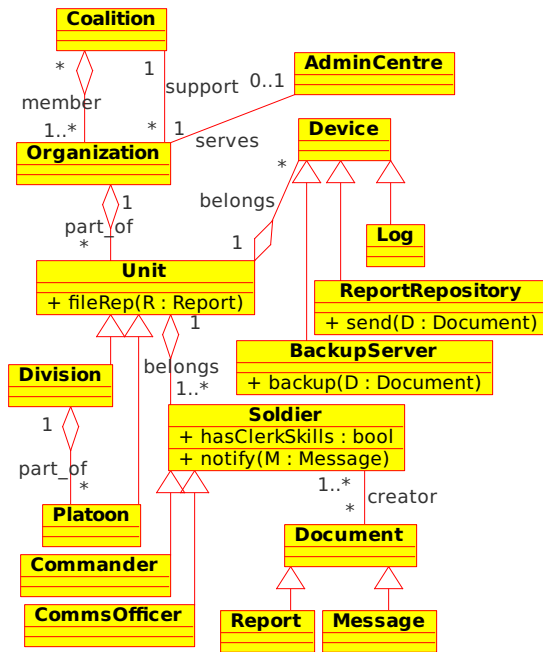 Coalition
*
1
member
support
1..*
*
AdminCentre
0..1
1
serves
Organization
1
part_of
*
Device
*
belongs
1
Log
Unit
+ fileRep(R : Report)
ReportRepository
+ send(D : Document)
1
belongs
1..*
BackupServer
+ backup(D : Document)
Division
1
part_of
*
Platoon
Soldier
+ hasClerkSkills : bool
+ notify(M : Message)
1..*
creator
*
Commander
Document
CommsOfficer
Report
Message